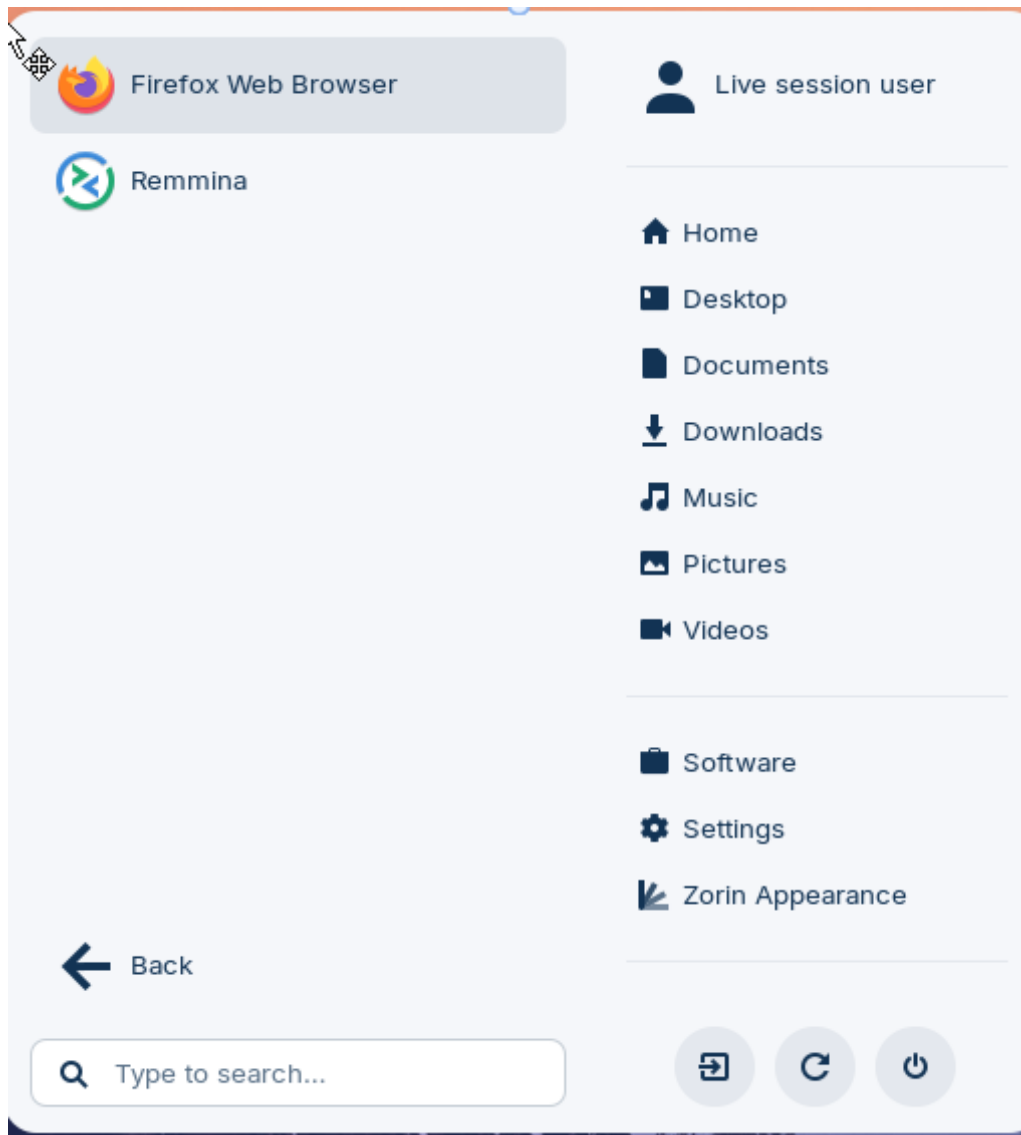 Firefox Web Browser
Remmina
Back
Type to search...
Live session user
Home
Desktop
Documents
Downloads
Music
Pictures
Videos
Software
Settings
Zorin Appearance